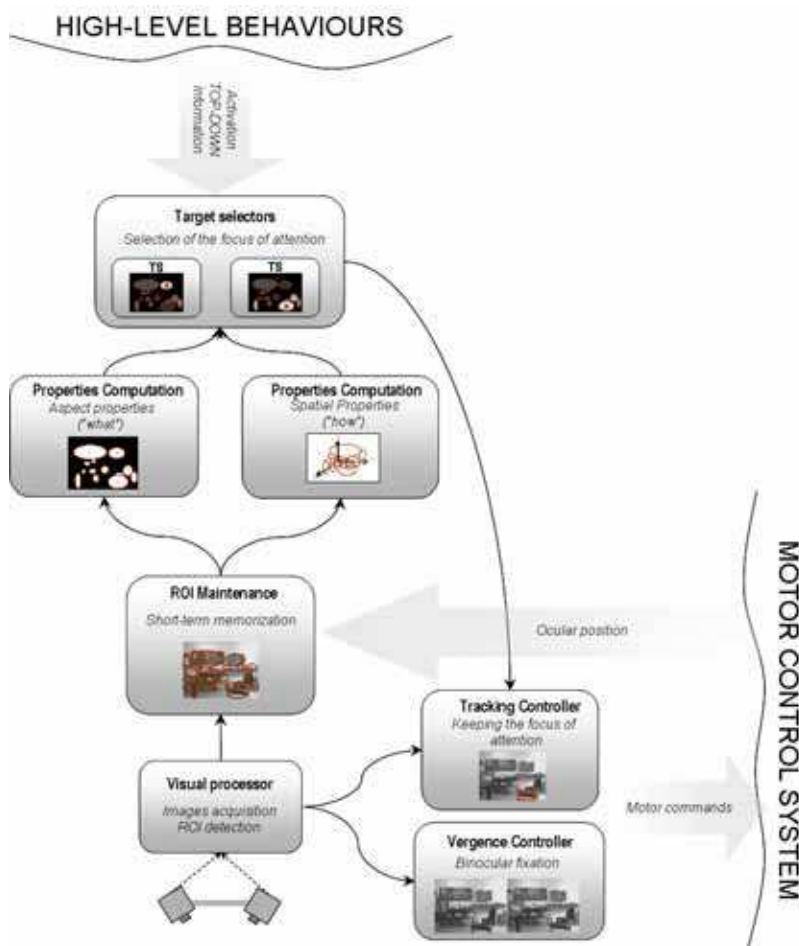 HIGH-LEVEL BEHAVIOURS
Activation
TOP-DOWN
information
Target selectors
Selection of the focus of attention
TS
TS
Properties Computation
Aspect properties
("what")
Properties Computation
Spatial Properties
("how")
ROI Maintenance
Short-term memorization
Ocular position
MOTOR CONTROL SYSTEM
Tracking Controller
Keeping the focus of
attention
Visual processor
Images acquisition
ROI detection
Motor commands
Vergence Controller
Binocular fixation